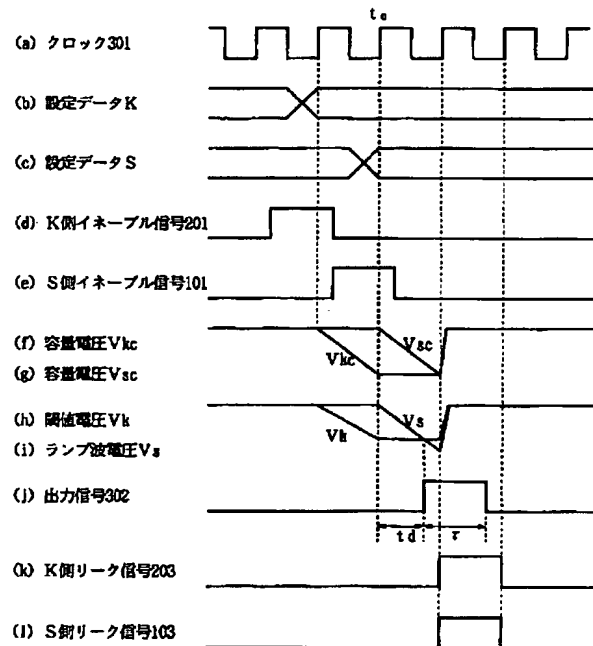 t₀
(a) クロック301
(b) 設定データK
(c) 設定データS
(d) K側イネーブル信号201
(e) S側イネーブル信号101
(f) 容量電圧Vkc
Vkc
Vsc
(g) 容量電圧Vsc
(h) 閾値電圧Vk
Vk
Vs
(i) ランプ波電圧Vs
(j) 出力信号302
td
τ
(k) K側リーク信号203
(l) S側リーク信号103